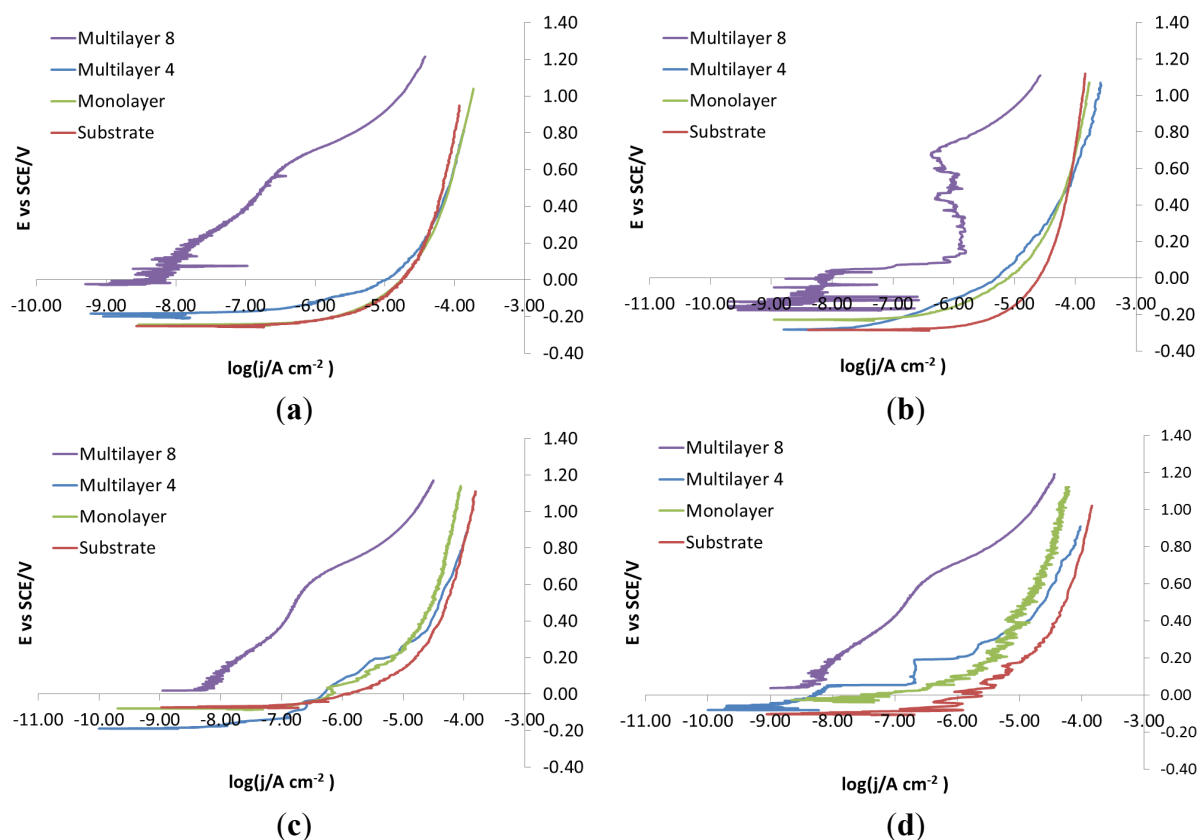 1.40
1.20
1.00
0.80
0.60
0.40
0.20
0.00
-0.20
-0.40
-10.00 -9.00 -8.00 -7.00 -6.00 -5.00 -4.00 -3.00
E vs SCE/V
log(j/A cm⁻² )
Multilayer 8
Multilayer 4
Monolayer
Substrate
(a)
1.40
1.20
1.00
0.80
0.60
0.40
0.20
0.00
-0.20
-0.40
-11.00 -10.00 -9.00 -8.00 -7.00 -6.00 -5.00 -4.00 -3.00
E vs SCE/V
log(j/A cm⁻² )
Multilayer 8
Multilayer 4
Monolayer
Substrate
(b)
1.40
1.20
1.00
0.80
0.60
0.40
0.20
0.00
-0.20
-0.40
-11.00 -10.00 -9.00 -8.00 -7.00 -6.00 -5.00 -4.00 -3.00
E vs SCE/V
log(j/A cm⁻² )
Multilayer 8
Multilayer 4
Monolayer
Substrate
(c)
1.40
1.20
1.00
0.80
0.60
0.40
0.20
0.00
-0.20
-0.40
-11.00 -10.00 -9.00 -8.00 -7.00 -6.00 -5.00 -4.00 -3.00
E vs SCE/V
log(j/A cm⁻² )
Multilayer 8
Multilayer 4
Monolayer
Substrate
(d)